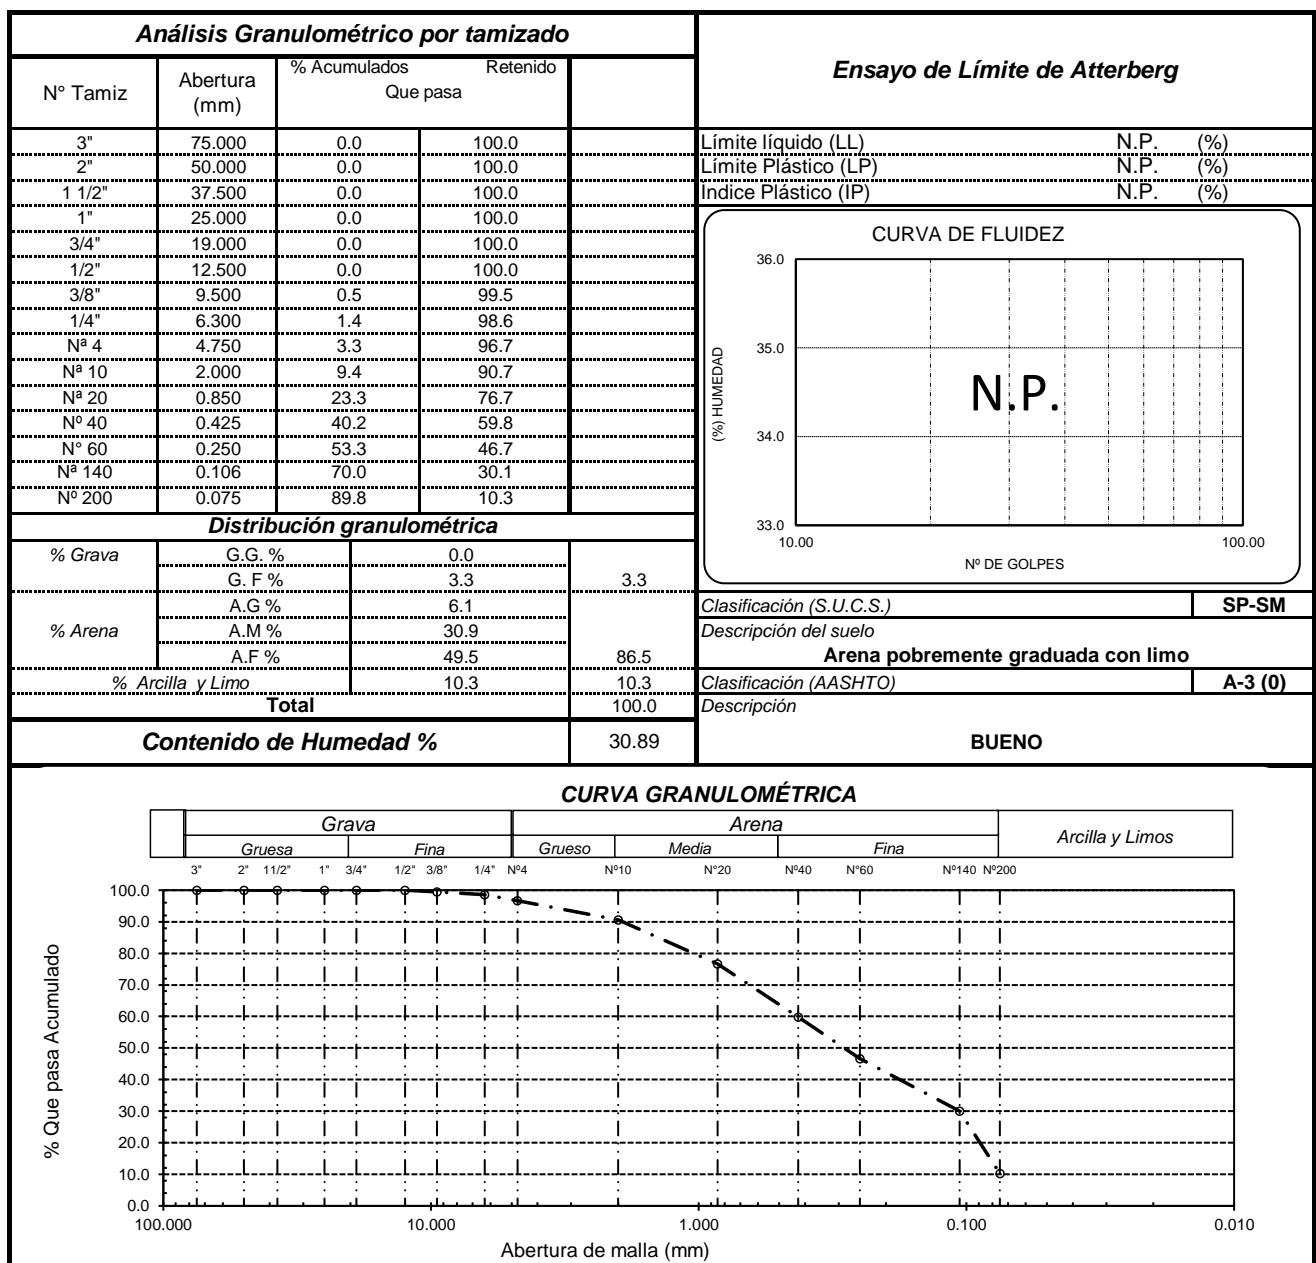 Análisis Granulométrico por tamizado
N° Tamiz
Abertura
(mm)
% Acumulados Retenido
Que pasa
3" 75.000 0.0 100.0
2" 50.000 0.0 100.0
1 1/2" 37.500 0.0 100.0
1" 25.000 0.0 100.0
3/4" 19.000 0.0 100.0
1/2" 12.500 0.0 100.0
3/8" 9.500 0.5 99.5
1/4" 6.300 1.4 98.6
Nª 4 4.750 3.3 96.7
Nª 10 2.000 9.4 90.7
Nª 20 0.850 23.3 76.7
Nº 40 0.425 40.2 59.8
N° 60 0.250 53.3 46.7
Nª 140 0.106 70.0 30.1
Nº 200 0.075 89.8 10.3
Distribución granulométrica
% Grava G.G. % 0.0
G. F % 3.3 3.3
A.G % 6.1
% Arena A.M % 30.9
A.F % 49.5 86.5
% Arcilla y Limo 10.3 10.3
Total 100.0
Contenido de Humedad % 30.89
Ensayo de Límite de Atterberg
Límite líquido (LL) N.P. (%)
Límite Plástico (LP) N.P. (%)
Índice Plástico (IP) N.P. (%)
CURVA DE FLUIDEZ
36.0
35.0
34.0
33.0
(%) HUMEDAD
N.P.
10.00 100.00
Nº DE GOLPES
Clasificación (S.U.C.S.) SP-SM
Descripción del suelo
Arena pobremente graduada con limo
Clasificación (AASHTO) A-3 (0)
Descripción
BUENO
CURVA GRANULOMÉTRICA
Grava Arena Arcilla y Limos
Gruesa Fina Grueso Media Fina
3" 2" 11/2" 1" 3/4" 1/2" 3/8" 1/4" Nº4 Nº10 Nº20 Nº40 Nº60 Nº140 Nº200
100.0
90.0
80.0
70.0
60.0
50.0
40.0
30.0
20.0
10.0
0.0
% Que pasa Acumulado
100.000 10.000 1.000 0.100 0.010
Abertura de malla (mm)